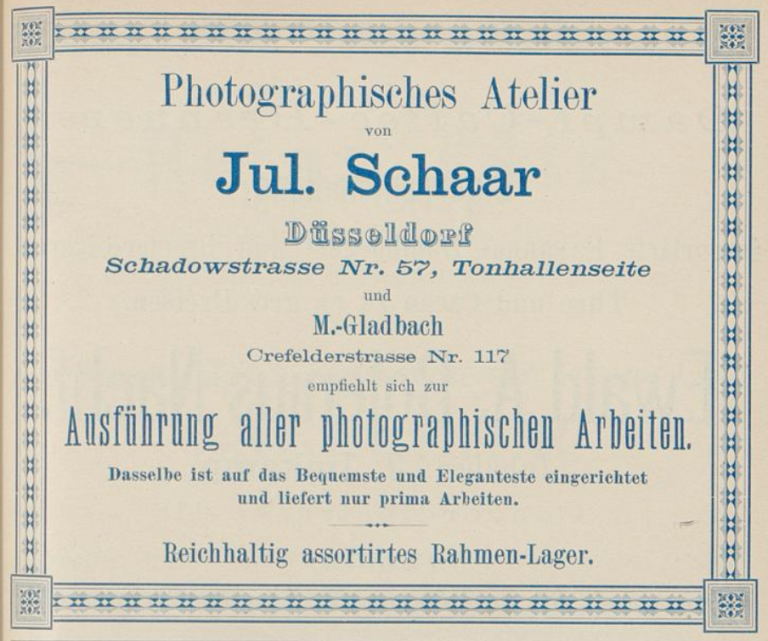 Photographisches Atelier
von
Jul. Schaar
Düsseldorf
Schadowstrasse Nr. 57, Tonhallenseite
und
M.-Gladbach
Crefelderstrasse Nr. 117
empfiehlt sich zur
Ausführung aller photographischen Arbeiten.
Dasselbe ist auf das Bequemste und Eleganteste eingerichtet
und liefert nur prima Arbeiten.
Reichhaltig assortirtes Rahmen-Lager.